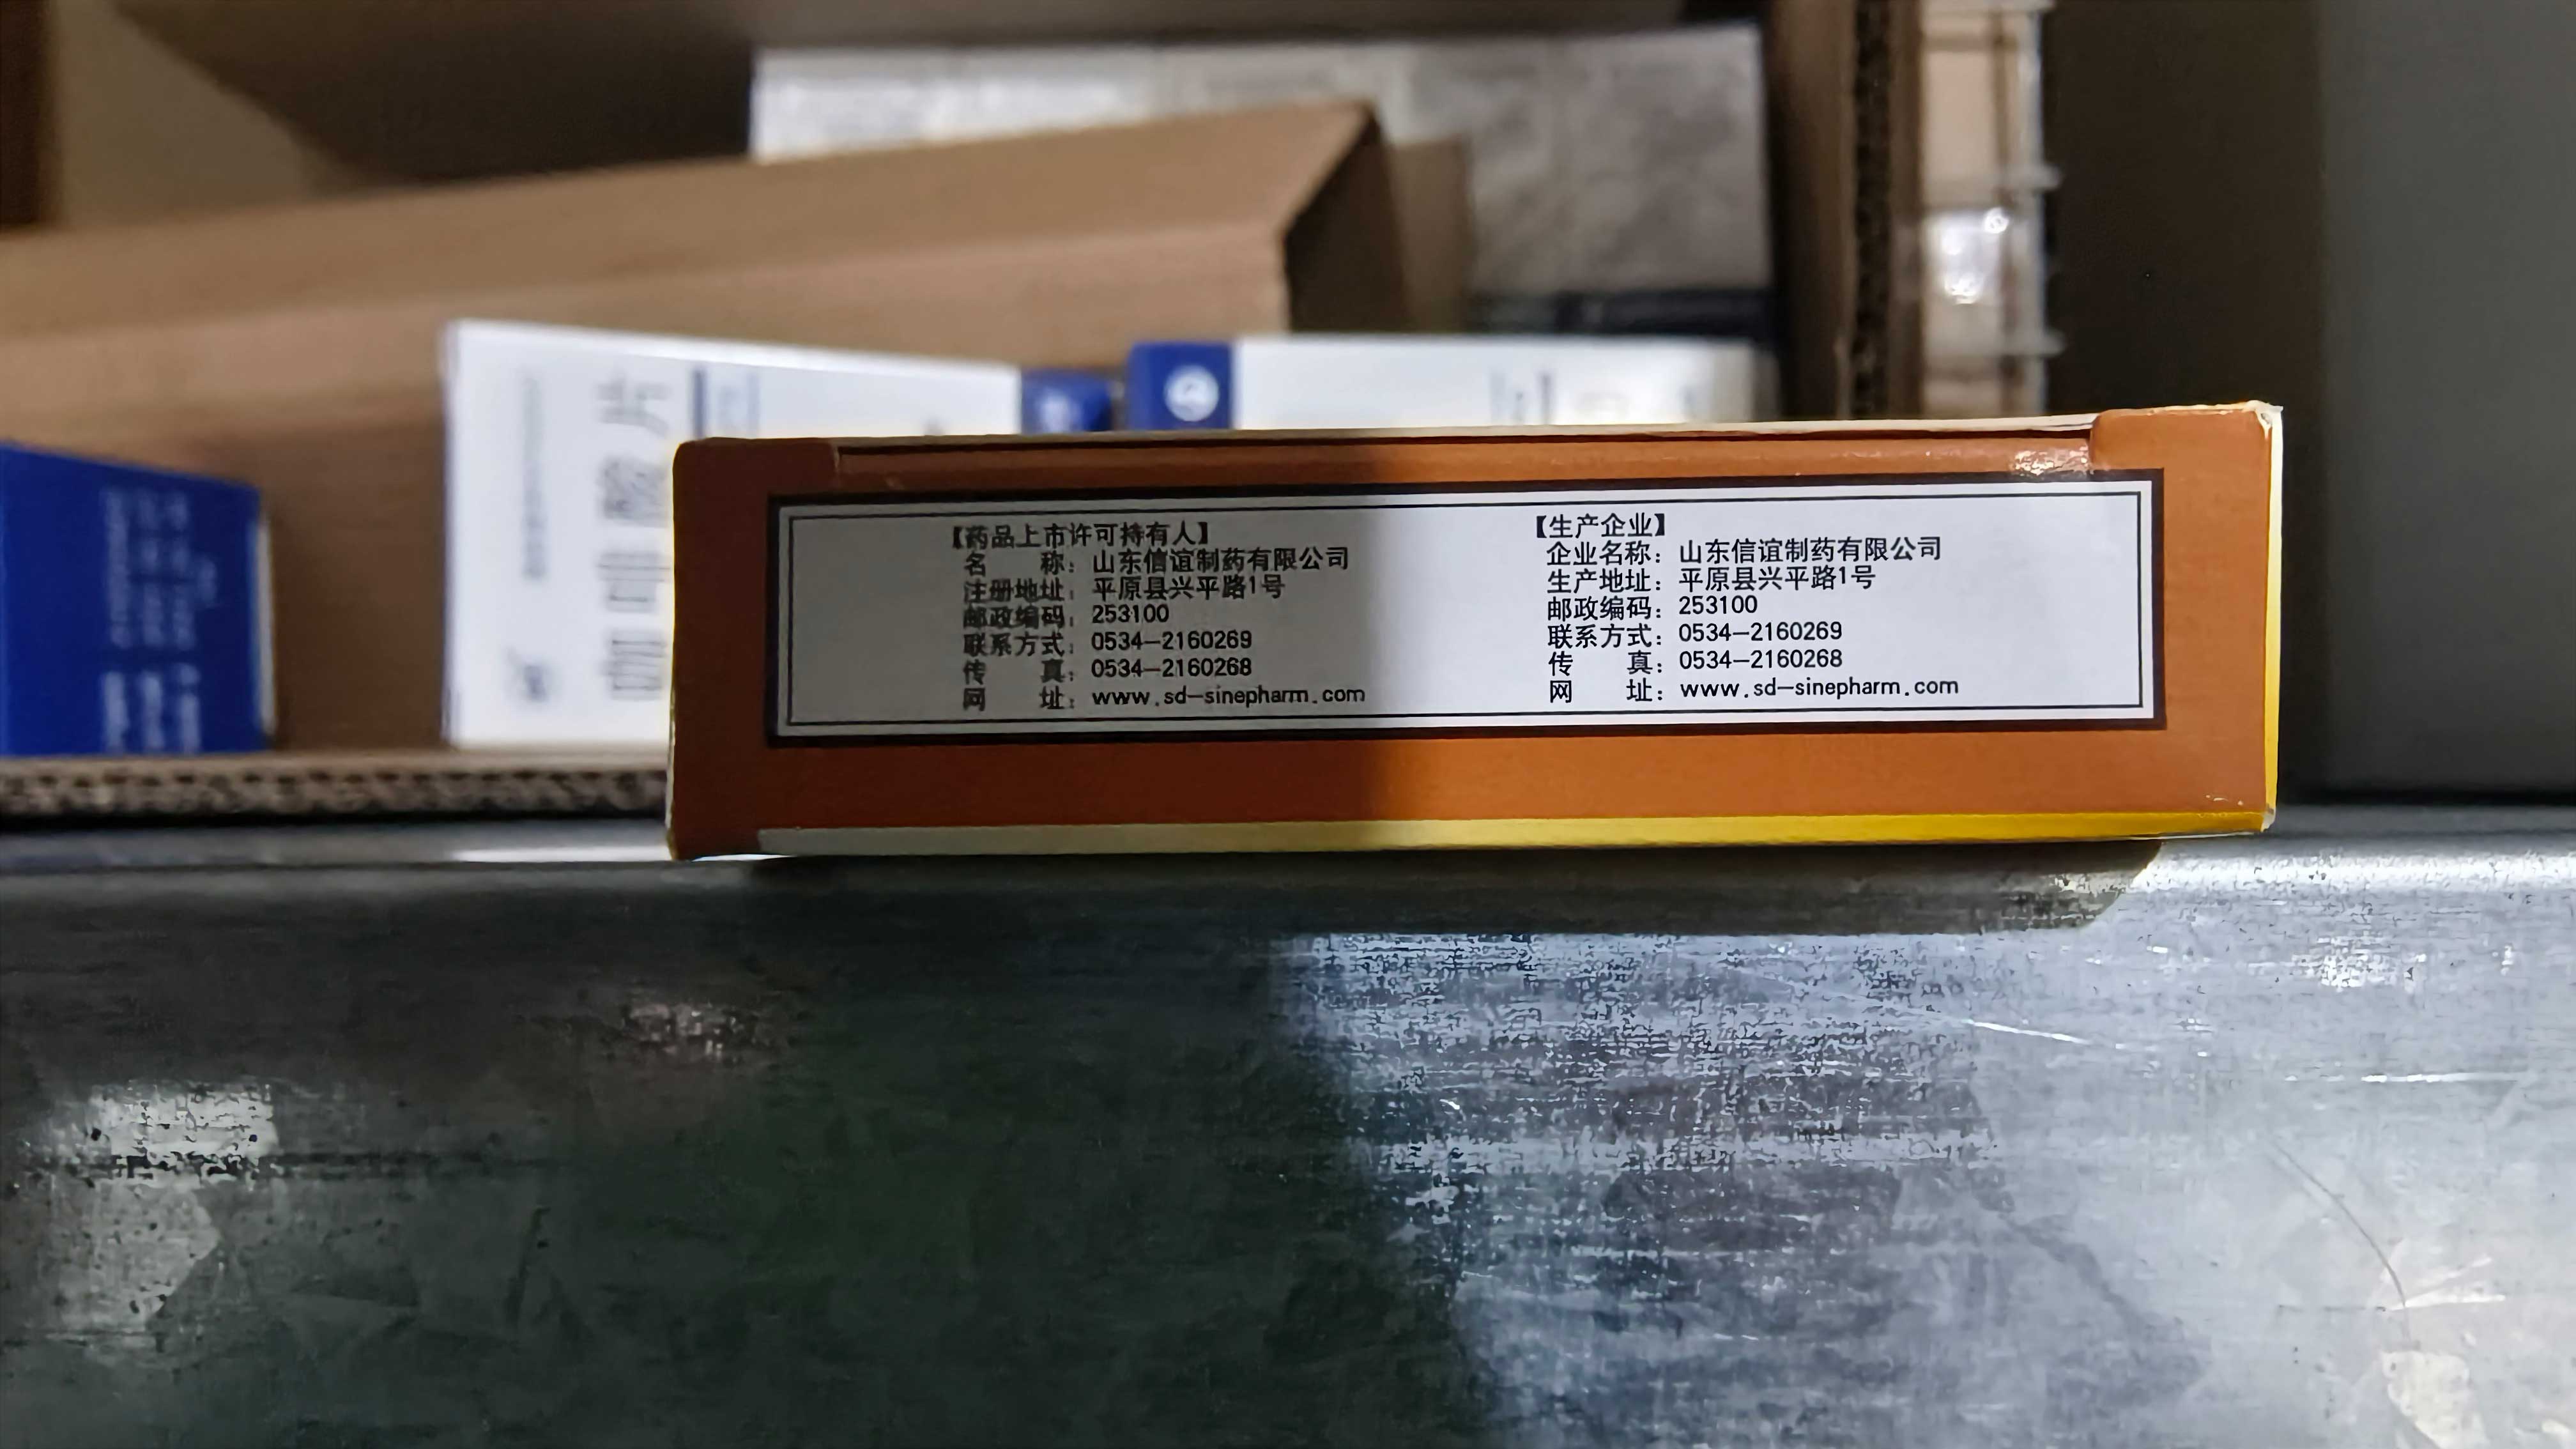 【药品上市许可持有人】
名　　称：山东信谊制药有限公司
注册地址：平原县兴平路1号
邮政编码：253100
联系方式：0534-2160269
传　　真：0534-2160268
网　　址：www.sd-sinepharm.com
【生产企业】
企业名称：山东信谊制药有限公司
生产地址：平原县兴平路1号
邮政编码：253100
联系方式：0534-2160269
传　　真：0534-2160268
网　　址：www.sd-sinepharm.com